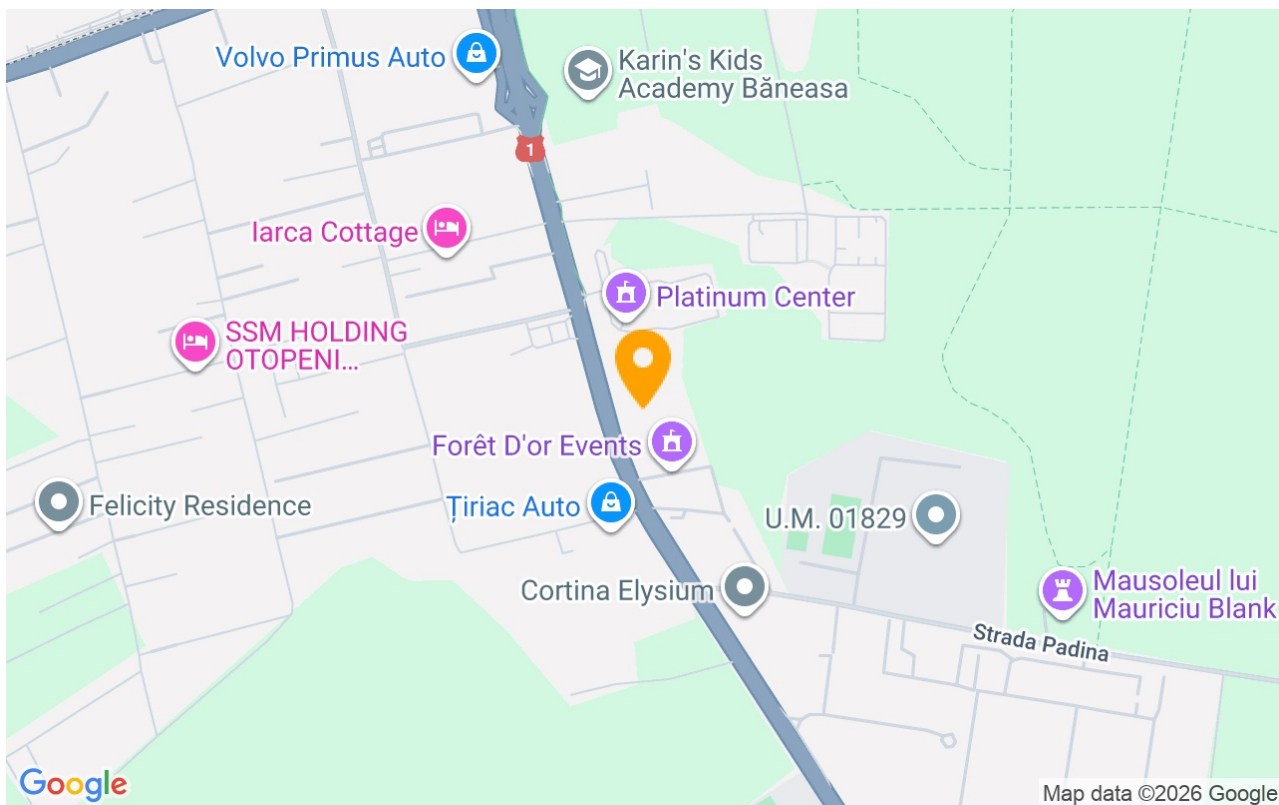 Volvo Primus Auto
Karin's Kids
Academy Băneasa
1
Iarca Cottage
Platinum Center
SSM HOLDING
OTOPENI...
Forêt D'or Events
Țiriac Auto
Felicity Residence
U.M. 01829
Cortina Elysium
Mausoleul lui
Mauriciu Blank
Strada Padina
Google
Map data ©2026 Google